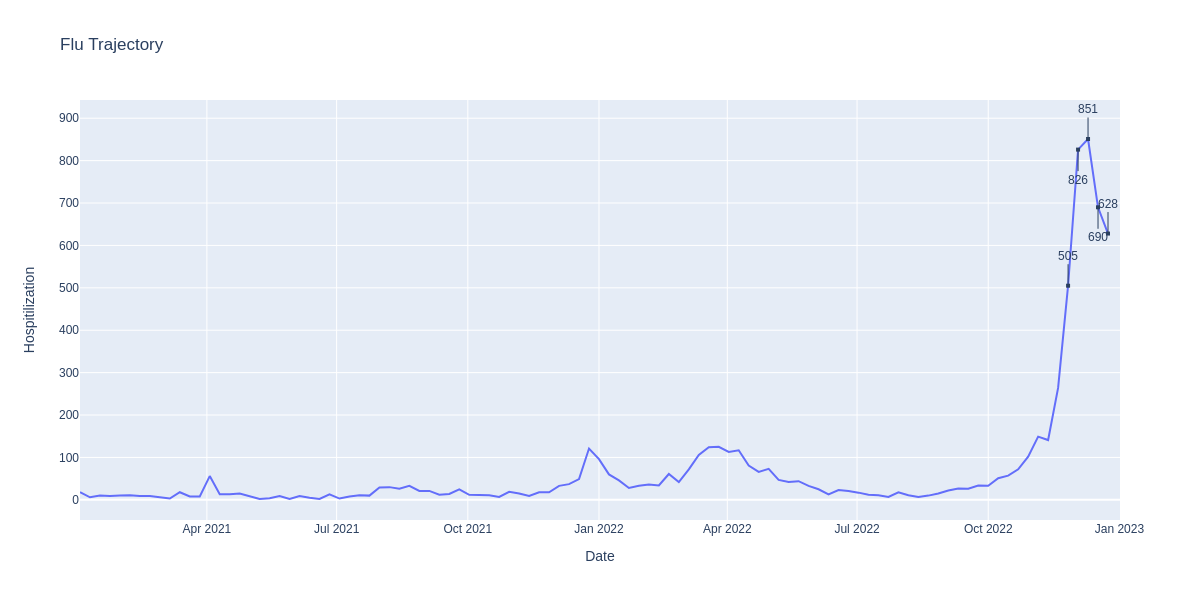 Flu Trajectory
900
800
700
600
500
400
300
200
100
0
851
826
628
690
505
Hospitilization
Apr 2021
Jul 2021
Oct 2021
Jan 2022
Apr 2022
Jul 2022
Oct 2022
Jan 2023
Date